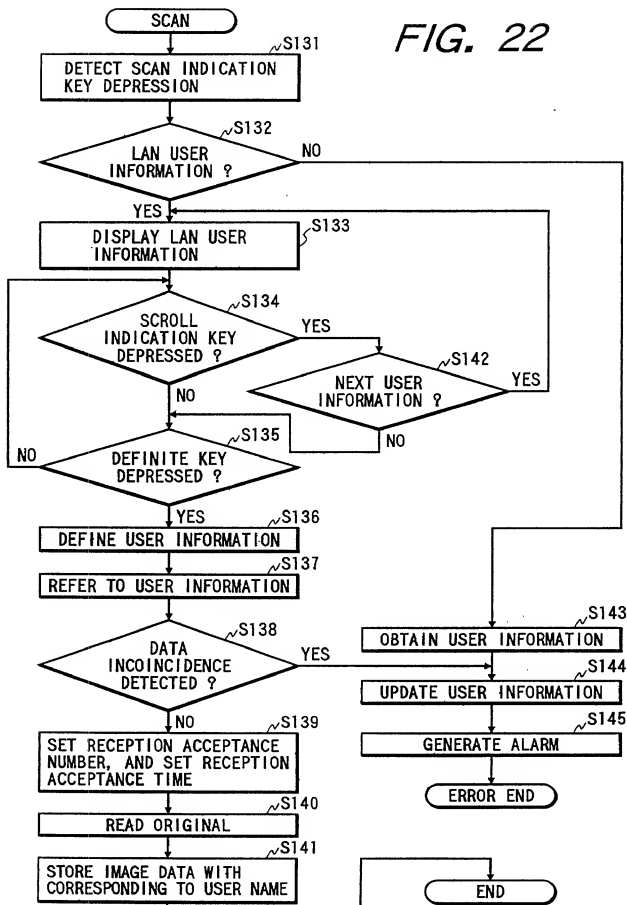 FIG. 22
SCAN
S131
DETECT SCAN INDICATION
KEY DEPRESSION
S132
LAN USER
INFORMATION ?
NO
YES
S133
DISPLAY LAN USER
INFORMATION
S134
SCROLL
INDICATION KEY
DEPRESSED ?
YES
S142
NEXT USER
INFORMATION ?
YES
NO
NO
S135
DEFINITE KEY
DEPRESSED ?
NO
YES
S136
DEFINE USER INFORMATION
S137
REFER TO USER INFORMATION
S138
DATA
INCOINCIDENCE
DETECTED ?
YES
NO
S143
OBTAIN USER INFORMATION
S144
UPDATE USER INFORMATION
S145
GENERATE ALARM
ERROR END
S139
SET RECEPTION ACCEPTANCE
NUMBER, AND SET RECEPTION
ACCEPTANCE TIME
S140
READ ORIGINAL
S141
STORE IMAGE DATA WITH
CORRESPONDING TO USER NAME
END